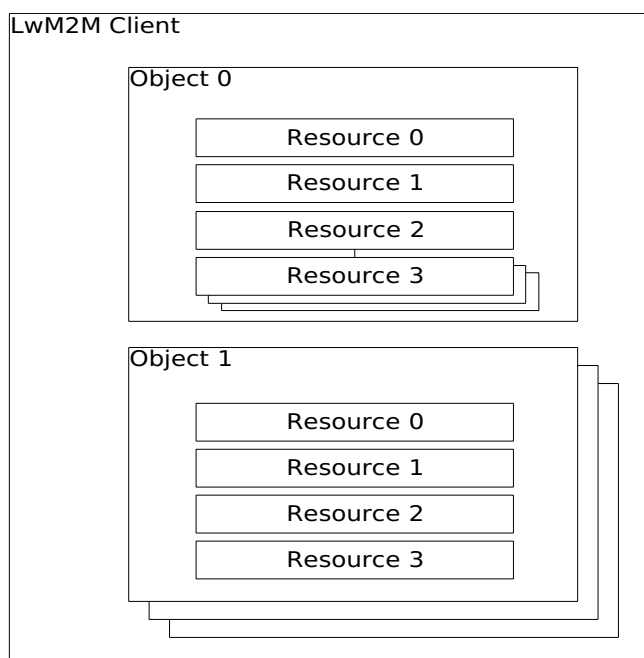 LwM2M Client
Object 0
Resource 0
Resource 1
Resource 2
Resource 3
Object 1
Resource 0
Resource 1
Resource 2
Resource 3